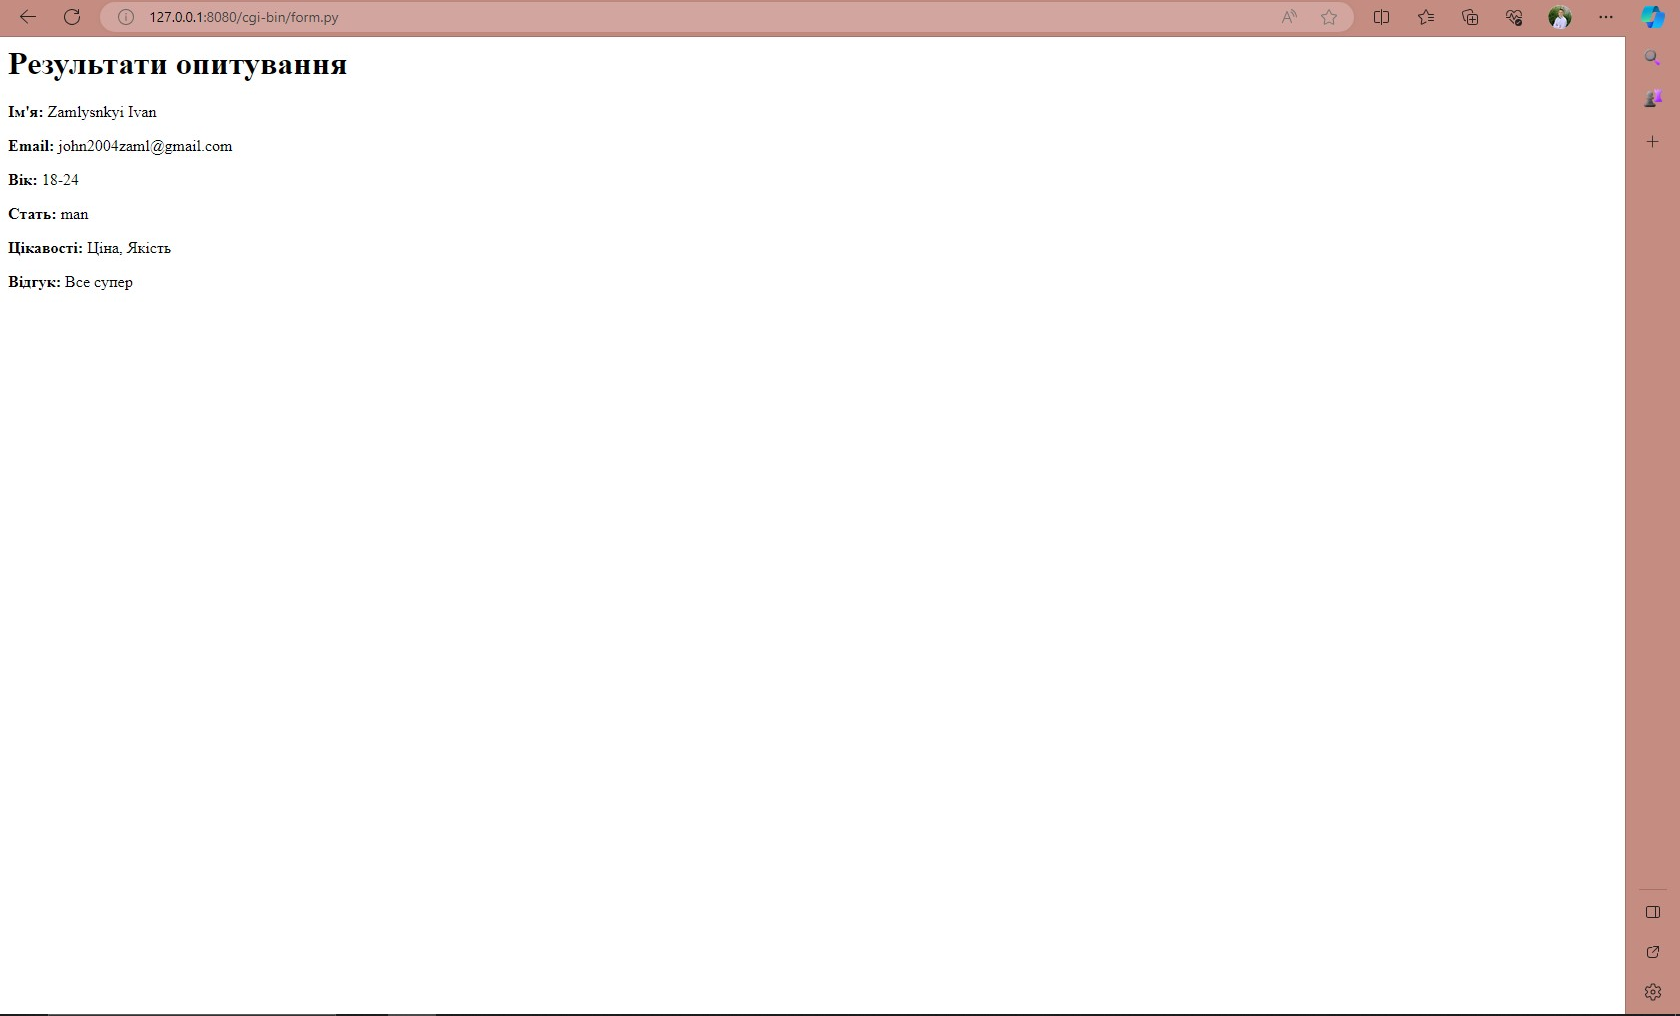 127.0.0.1:8080/cgi-bin/form.py
Результати опитування
Ім'я: Zamlysnkyi Ivan
Email: john2004zaml@gmail.com
Вік: 18-24
Стать: man
Цікавості: Ціна, Якість
Відгук: Все супер